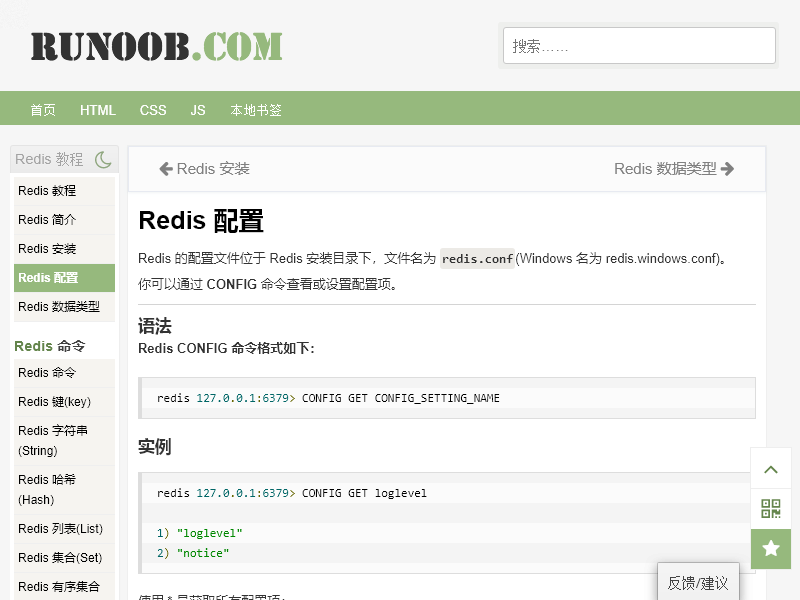 RUNOOB.COM
搜索……
首页 HTML CSS JS 本地书签
Redis 教程
Redis 教程
Redis 简介
Redis 安装
Redis 配置
Redis 数据类型
Redis 命令
Redis 命令
Redis 键(key)
Redis 字符串
(String)
Redis 哈希
(Hash)
Redis 列表(List)
Redis 集合(Set)
Redis 有序集合
Redis 安装
Redis 数据类型
Redis 配置
Redis 的配置文件位于 Redis 安装目录下，文件名为 redis.conf(Windows 名为 redis.windows.conf)。
你可以通过 CONFIG 命令查看或设置配置项。
语法
Redis CONFIG 命令格式如下：
redis 127.0.0.1:6379> CONFIG GET CONFIG_SETTING_NAME
实例
redis 127.0.0.1:6379> CONFIG GET loglevel
1) "loglevel"
2) "notice"
使用 * 号获取所有配置项：
反馈/建议